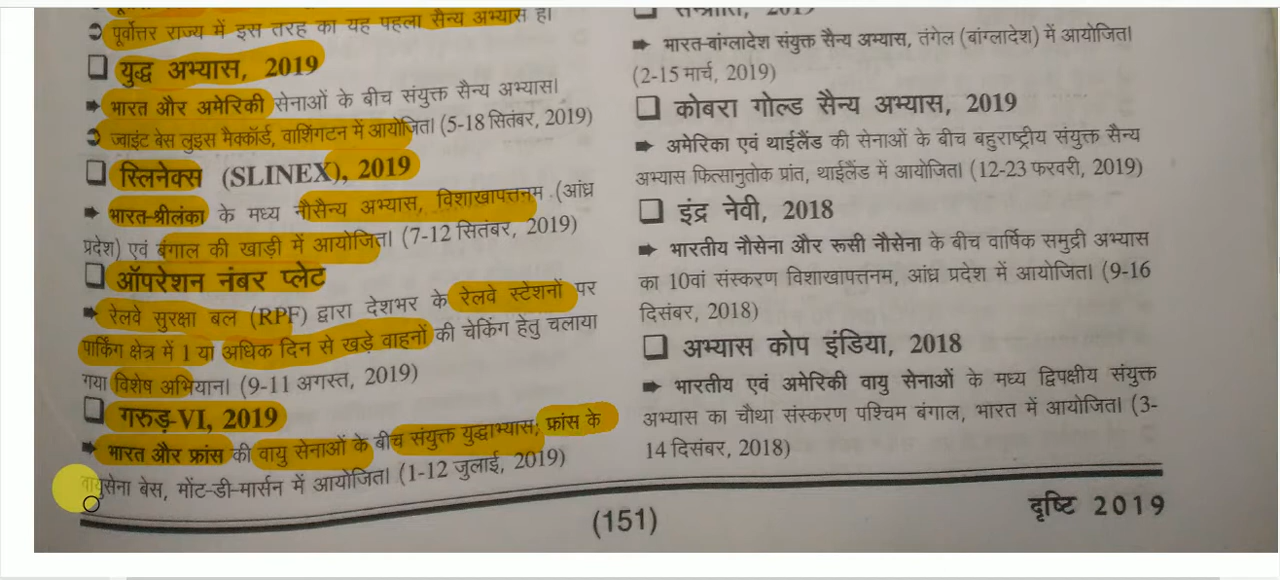 पूर्वोत्तर राज्य में इस तरह का यह पहला सैन्य अभ्यास है।
युद्ध अभ्यास, 2019
भारत और अमेरिकी सेनाओं के बीच संयुक्त सैन्य अभ्यास।
ज्वाइंट बेस लुइस मैक्कॉर्ड, वाशिंगटन में आयोजित। (5-18 सितंबर, 2019)
स्लिनेक्स (SLINEX), 2019
भारत-श्रीलंका के मध्य नौसैन्य अभ्यास, विशाखापत्तनम (आंध्र
प्रदेश) एवं बंगाल की खाड़ी में आयोजित। (7-12 सितंबर, 2019)
ऑपरेशन नंबर प्लेट
रेलवे सुरक्षा बल (RPF) द्वारा देशभर के रेलवे स्टेशनों पर
पार्किंग क्षेत्र में 1 या अधिक दिन से खड़े वाहनों की चेकिंग हेतु चलाया
गया विशेष अभियान। (9-11 अगस्त, 2019)
गरुड़-VI, 2019
भारत और फ्रांस की वायु सेनाओं के बीच संयुक्त युद्धाभ्यास; फ्रांस के
वायुसेना बेस, मोंट-डी-मार्सन में आयोजित। (1-12 जुलाई, 2019)
भारत-बांग्लादेश संयुक्त सैन्य अभ्यास, तंगेल (बांग्लादेश) में आयोजित।
(2-15 मार्च, 2019)
कोबरा गोल्ड सैन्य अभ्यास, 2019
अमेरिका एवं थाईलैंड की सेनाओं के बीच बहुराष्ट्रीय संयुक्त सैन्य
अभ्यास फित्सानुतोक प्रांत, थाईलैंड में आयोजित। (12-23 फरवरी, 2019)
इंद्र नेवी, 2018
भारतीय नौसेना और रूसी नौसेना के बीच वार्षिक समुद्री अभ्यास
का 10वां संस्करण विशाखापत्तनम, आंध्र प्रदेश में आयोजित। (9-16
दिसंबर, 2018)
अभ्यास कोप इंडिया, 2018
भारतीय एवं अमेरिकी वायु सेनाओं के मध्य द्विपक्षीय संयुक्त
अभ्यास का चौथा संस्करण पश्चिम बंगाल, भारत में आयोजित। (3-
14 दिसंबर, 2018)
(151)
दृष्टि 2019